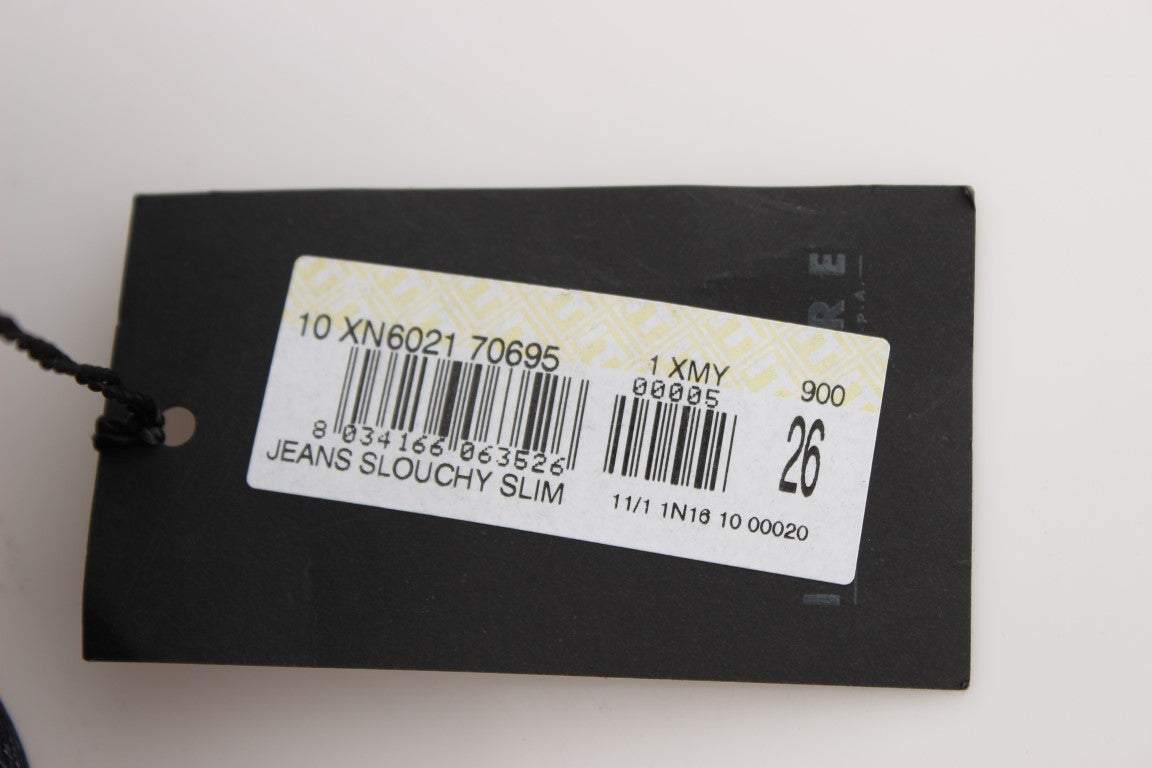 10 XN6021 70695
1 XMY
900
00005
26
8 034166 063526
JEANS SLOUCHY SLIM
11/1 1N16 10 00020